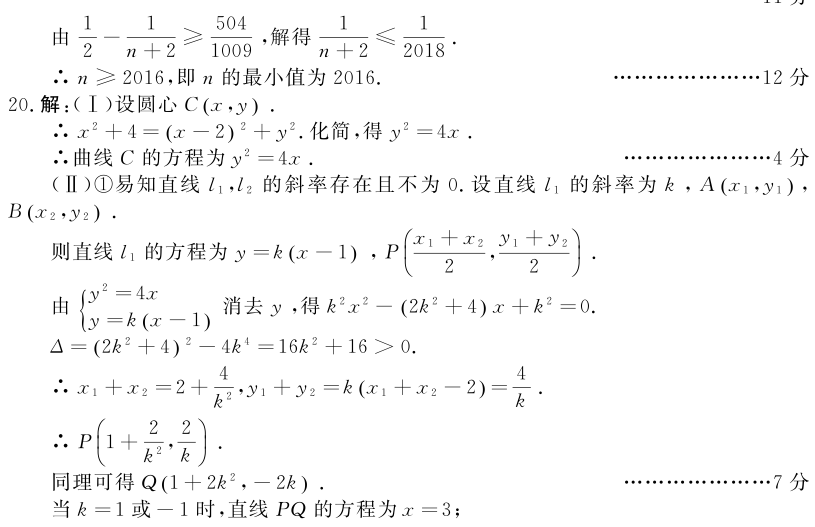 11 分
由 1/2 − 1/(n+2) ⩾ 504/1009 ,解得 1/(n+2) ⩽ 1/2018 .
∴ n ⩾ 2016,即 n 的最小值为 2016. …………………12 分
20. 解:(Ⅰ)设圆心 C(x,y) .
∴ x²+4=(x−2)²+y². 化简,得 y²=4x .
∴曲线 C 的方程为 y²=4x . …………………4 分
(Ⅱ)①易知直线 l₁,l₂ 的斜率存在且不为 0. 设直线 l₁ 的斜率为 k , A(x₁,y₁) ,
B(x₂,y₂) .
则直线 l₁ 的方程为 y=k(x−1) , P((x₁+x₂)/2,(y₁+y₂)/2) .
由 {y²=4x y=k(x−1) 消去 y ,得 k²x²−(2k²+4)x+k²=0.
Δ=(2k²+4)²−4k⁴=16k²+16>0.
∴ x₁+x₂=2+4/k²,y₁+y₂=k(x₁+x₂−2)=4/k .
∴ P(1+2/k²,2/k) .
同理可得 Q(1+2k²,−2k) . …………………7 分
当 k=1 或−1 时,直线 PQ 的方程为 x=3;